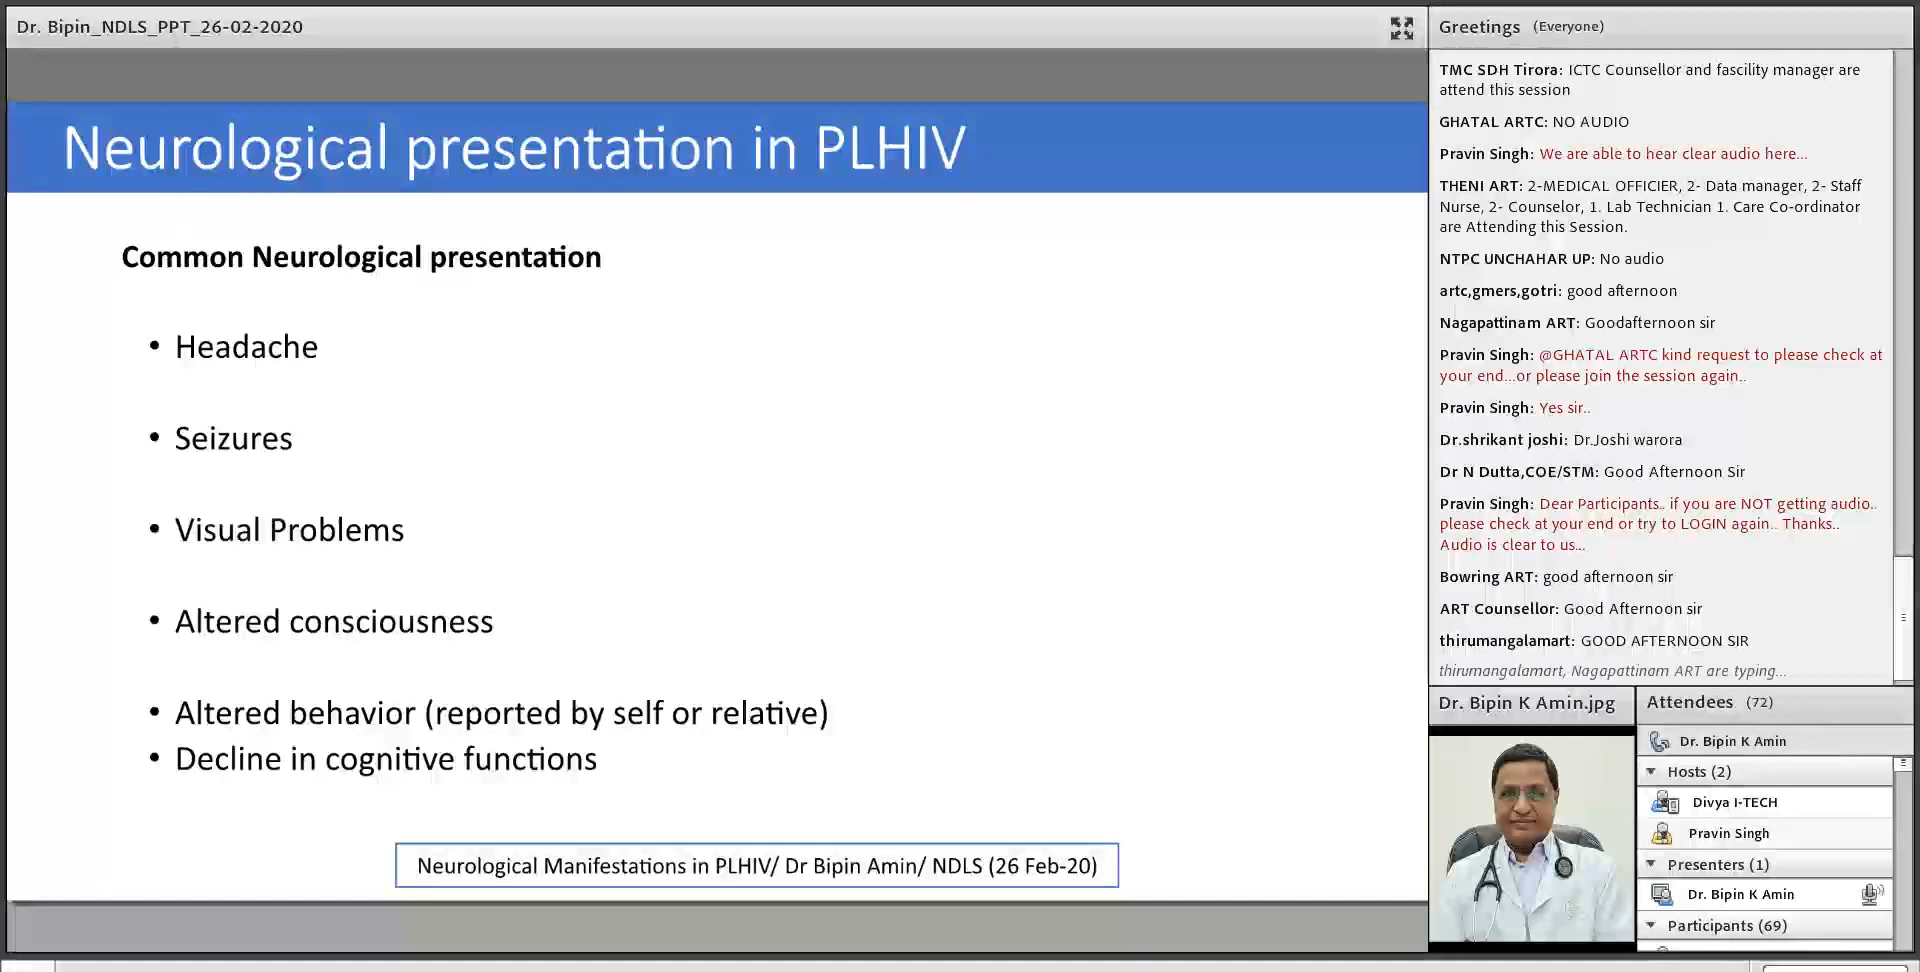 Dr. Bipin_NDLS_PPT_26-02-2020
Neurological presentation in PLHIV
Common Neurological presentation
• Headache
• Seizures
• Visual Problems
• Altered consciousness
• Altered behavior (reported by self or relative)
• Decline in cognitive functions
Neurological Manifestations in PLHIV/ Dr Bipin Amin/ NDLS (26 Feb-20)
Greetings (Everyone)
TMC SDH Tirora: ICTC Counsellor and fascility manager are
attend this session
GHATAL ARTC: NO AUDIO
Pravin Singh: We are able to hear clear audio here...
THENI ART: 2-MEDICAL OFFICIER, 2- Data manager, 2- Staff
Nurse, 2- Counselor, 1. Lab Technician 1. Care Co-ordinator
are Attending this Session.
NTPC UNCHAHAR UP: No audio
artc,gmers,gotri: good afternoon
Nagapattinam ART: Goodafternoon sir
Pravin Singh: @GHATAL ARTC kind request to please check at
your end...or please join the session again..
Pravin Singh: Yes sir..
Dr.shrikant joshi: Dr.Joshi warora
Dr N Dutta,COE/STM: Good Afternoon Sir
Pravin Singh: Dear Participants.. if you are NOT getting audio..
please check at your end or try to LOGIN again.. Thanks..
Audio is clear to us...
Bowring ART: good afternoon sir
ART Counsellor: Good Afternoon sir
thirumangalamart: GOOD AFTERNOON SIR
thirumangalamart, Nagapattinam ART are typing...
Dr. Bipin K Amin.jpg
Attendees (72)
Dr. Bipin K Amin
Hosts (2)
Divya I-TECH
Pravin Singh
Presenters (1)
Dr. Bipin K Amin
Participants (69)